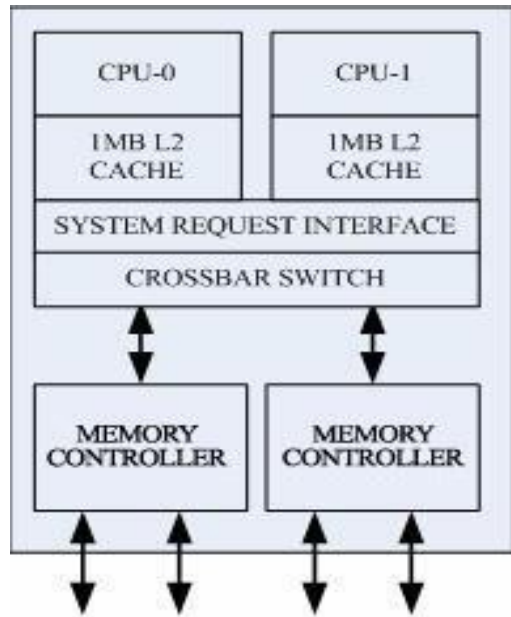 CPU-0
CPU-1
1MB L2
CACHE
1MB L2
CACHE
SYSTEM REQUEST INTERFACE
CROSSBAR SWITCH
MEMORY
CONTROLLER
MEMORY
CONTROLLER